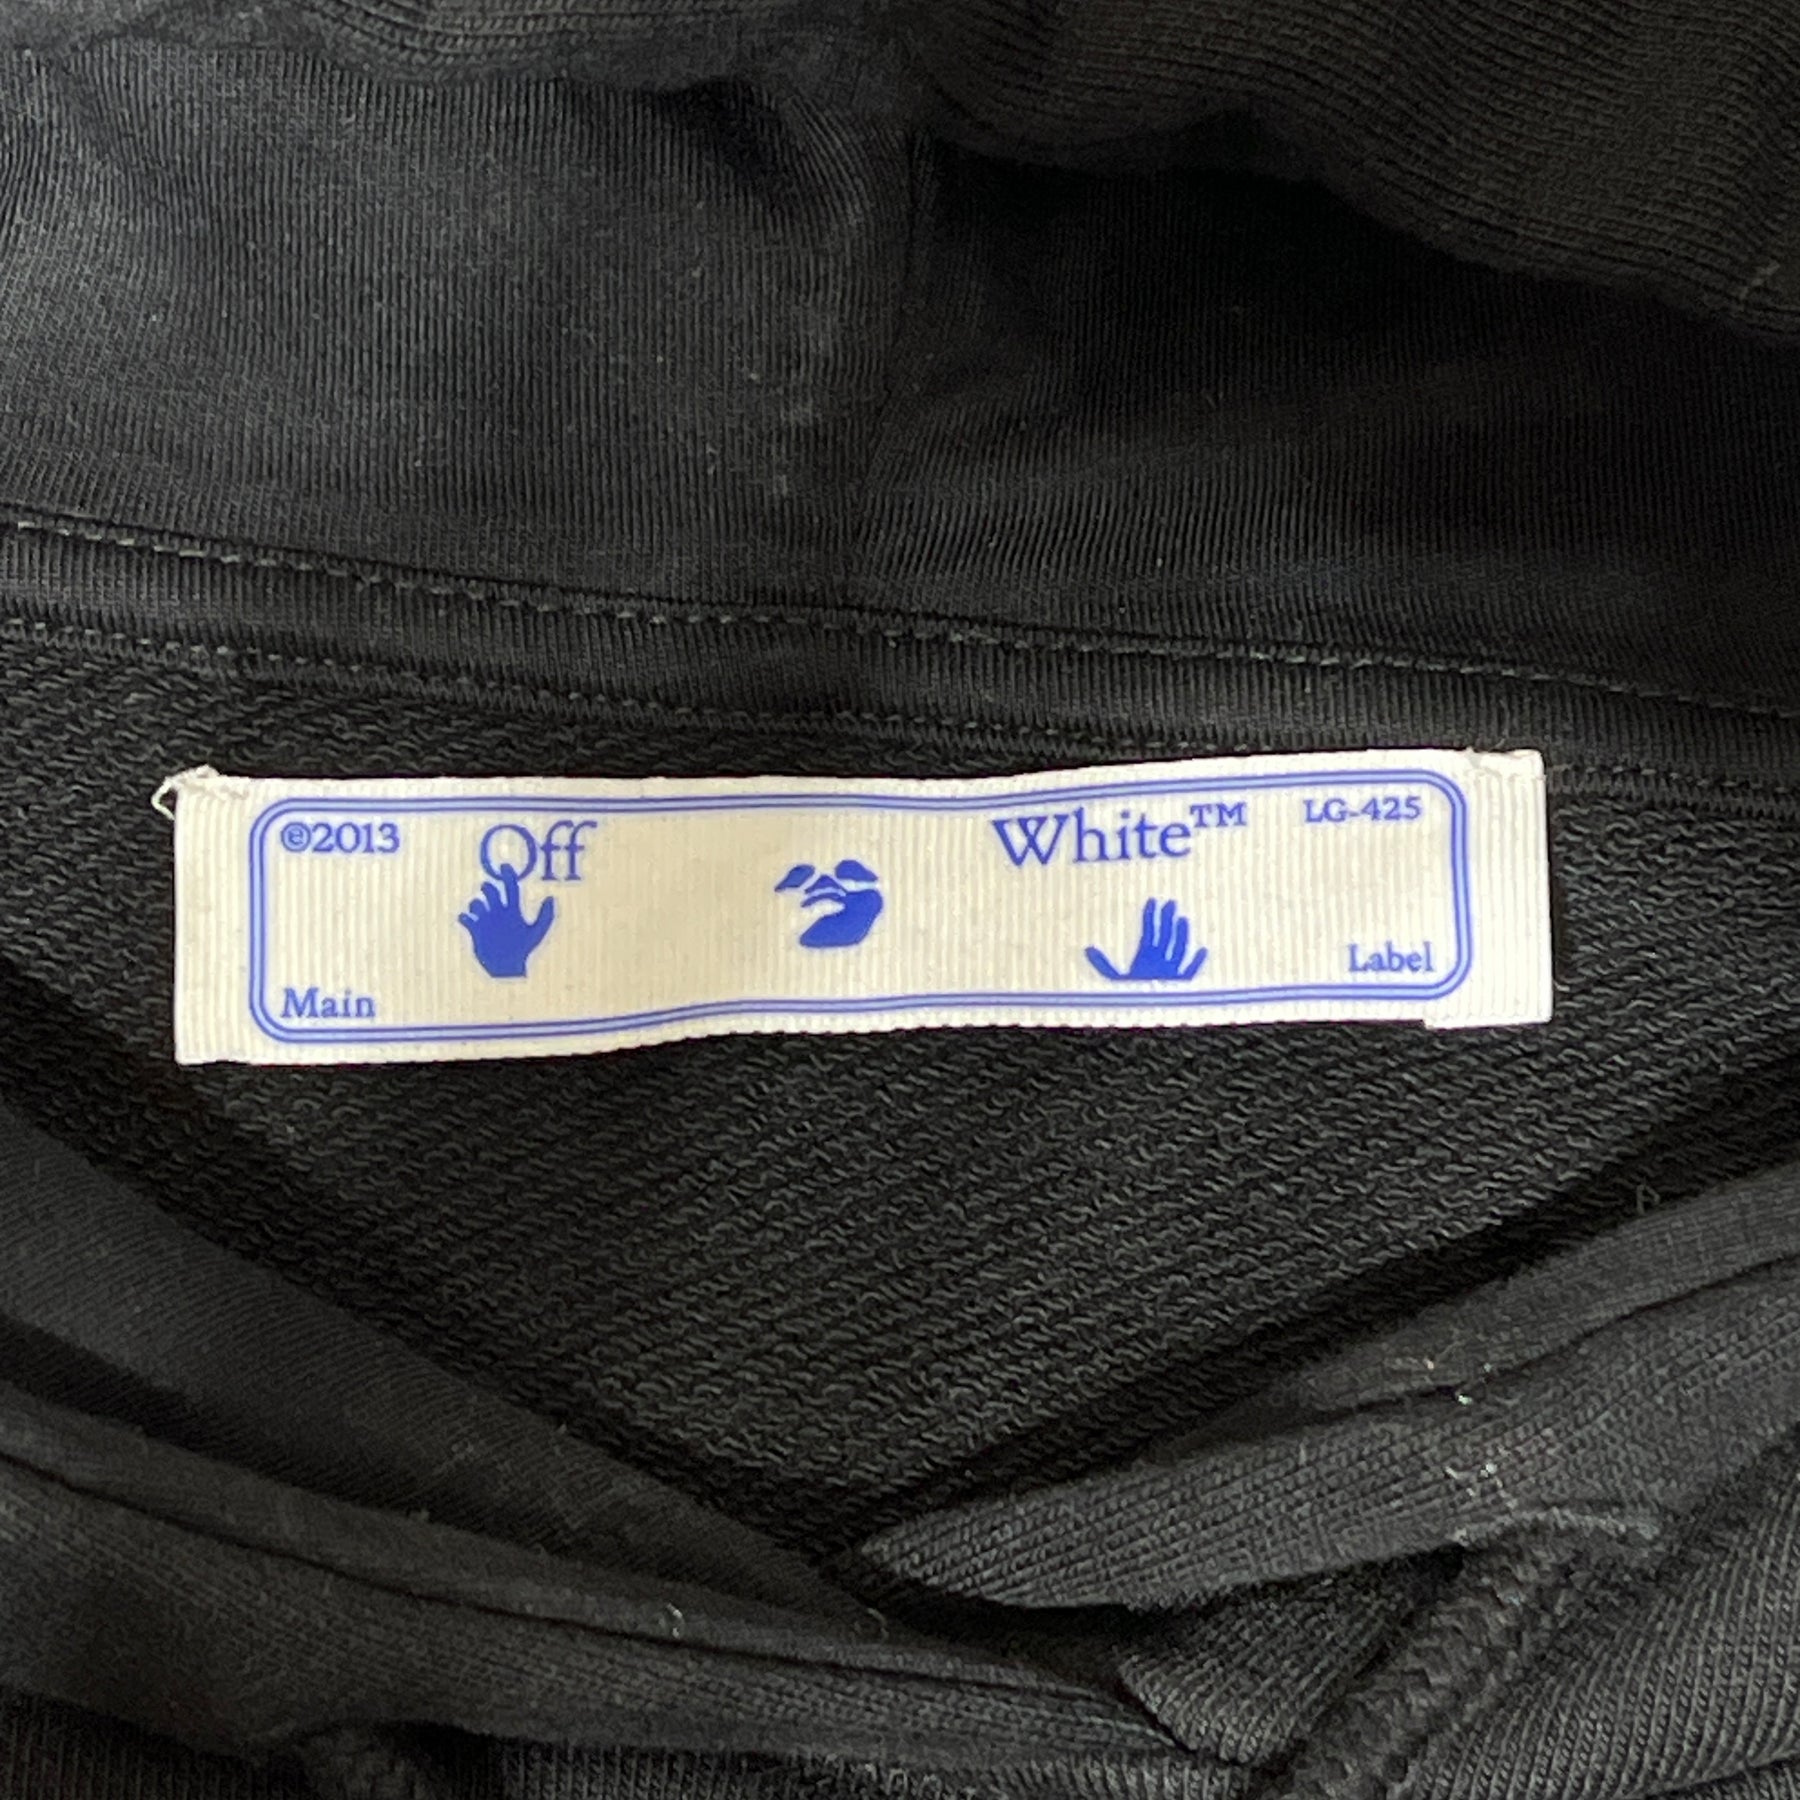 ©2013 Off White™ LG-425
Main Label